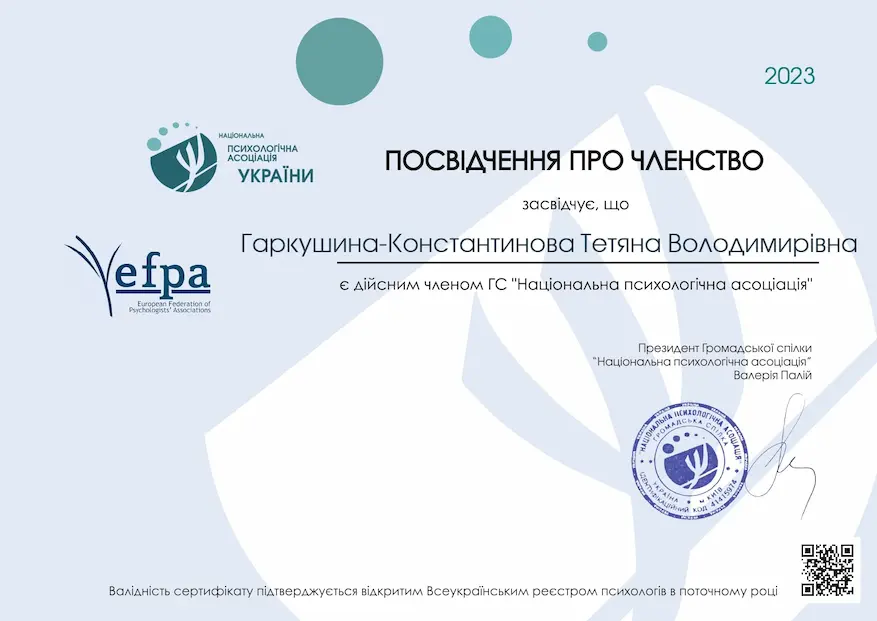 2023
НАЦІОНАЛЬНА
ПСИХОЛОГІЧНА
АСОЦІАЦІЯ
УКРАЇНИ
ПОСВІДЧЕННЯ ПРО ЧЛЕНСТВО
засвідчує, що
Гаркушина-Константинова Тетяна Володимирівна
efpa
European Federation of
Psychologists' Associations
є дійсним членом ГС "Національна психологічна асоціація"
Президент Громадської спілки
"Національна психологічна асоціація"
Валерія Палій
НАЦІОНАЛЬНА ПСИХОЛОГІЧНА АСОЦІАЦІЯ
ГРОМАДСЬКА СПІЛКА
УКРАЇНА м КИЇВ
ІДЕНТИФІКАЦІЙНИЙ КОД 41415974
Валідність сертифікату підтверджується відкритим Всеукраїнським реєстром психологів в поточному році